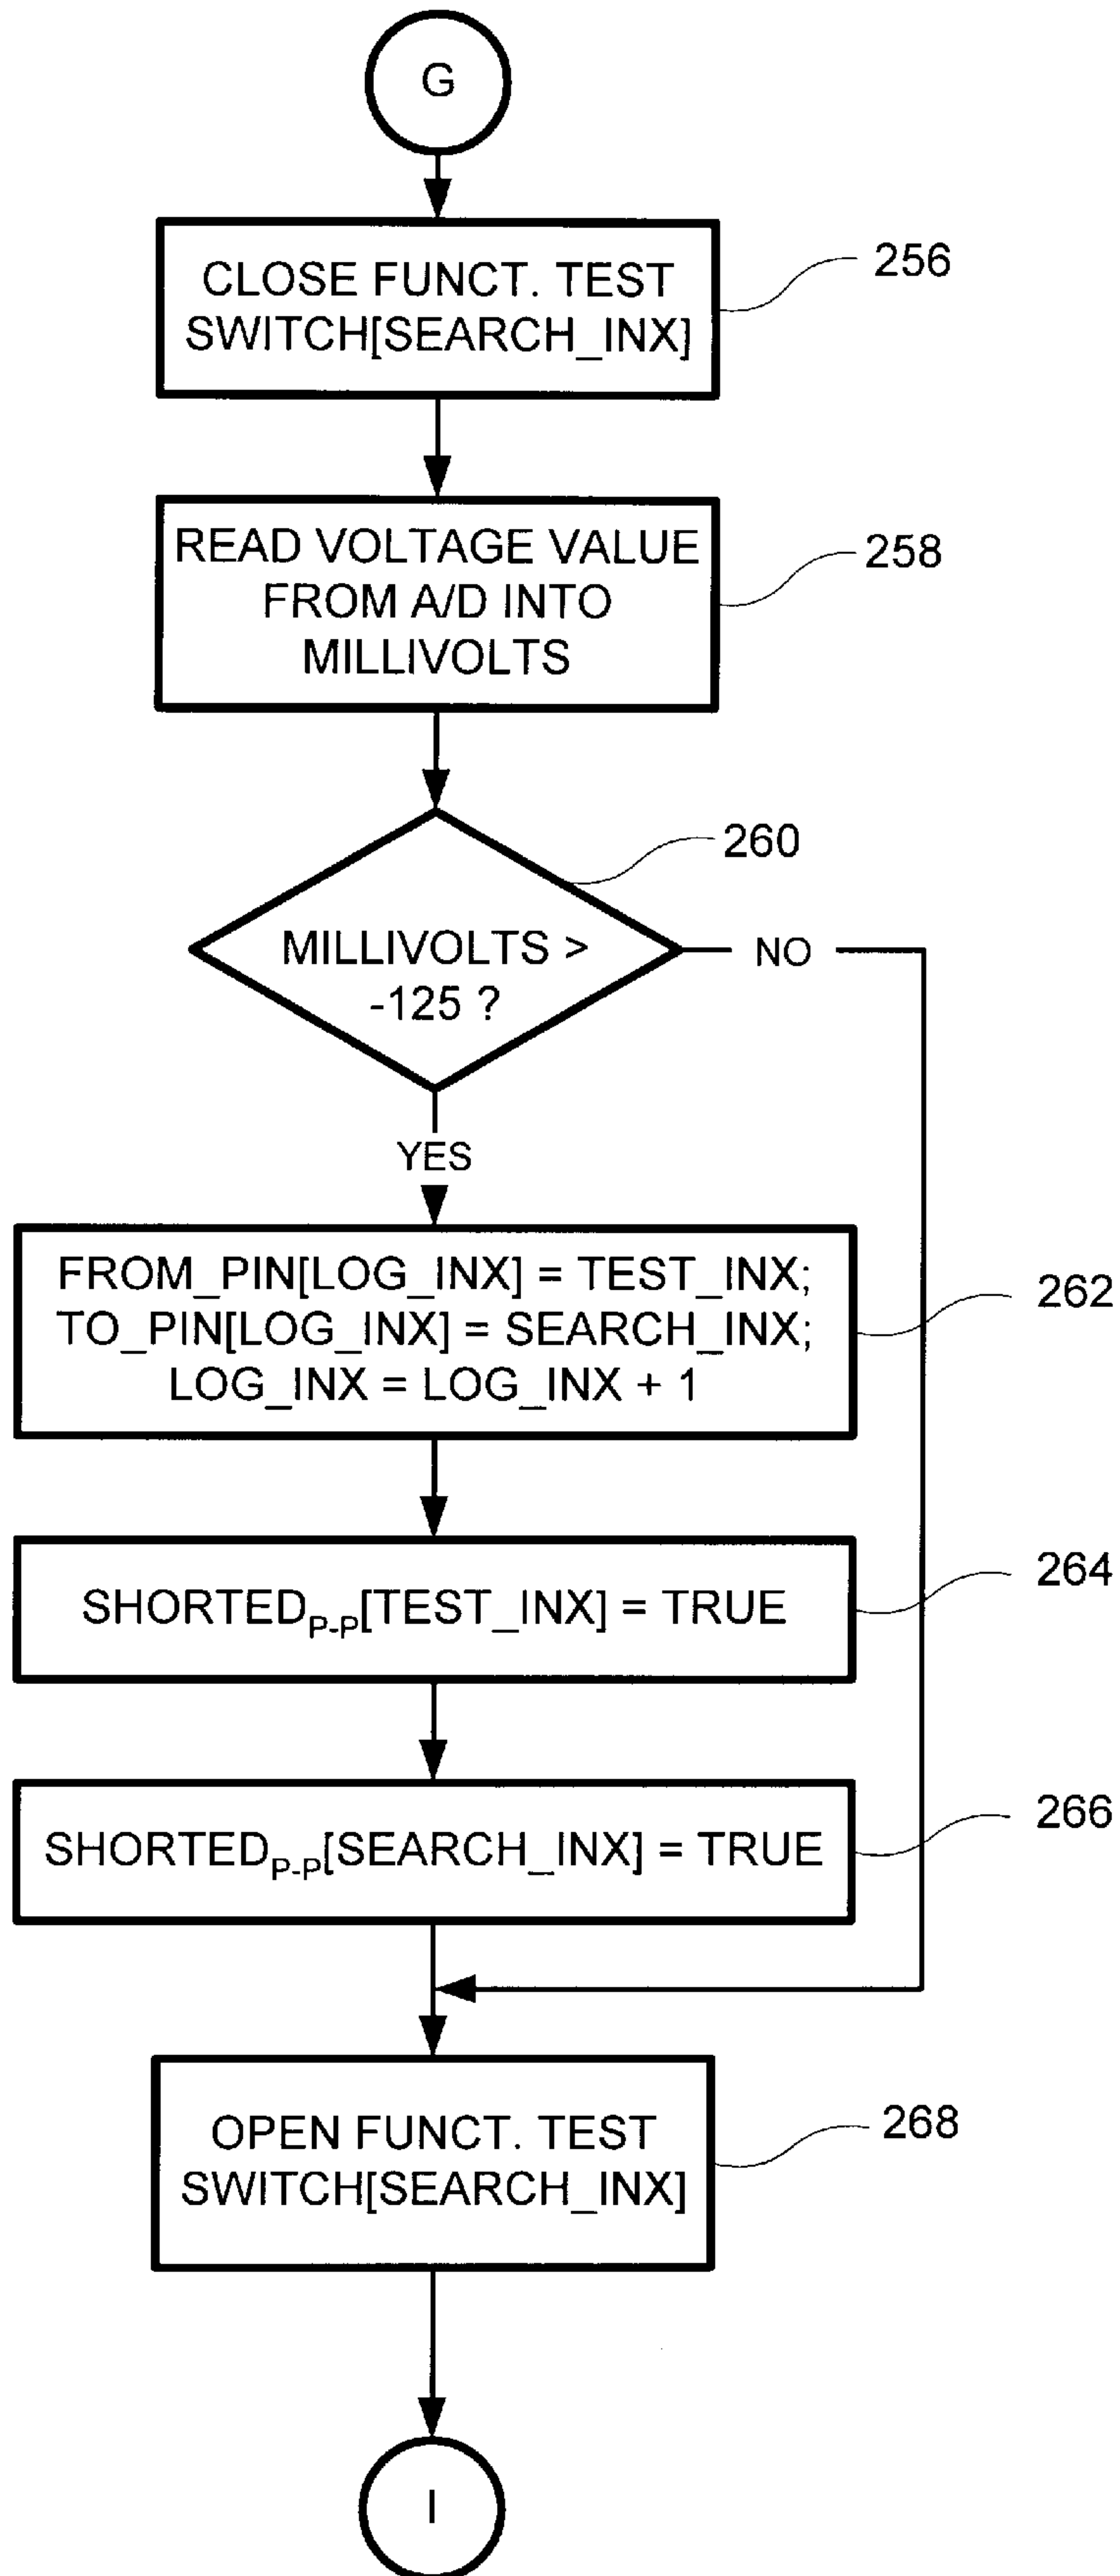 G
CLOSE FUNCT. TEST
SWITCH[SEARCH_INX]
256
READ VOLTAGE VALUE
FROM A/D INTO
MILLIVOLTS
258
260
MILLIVOLTS >
-125 ?
NO
YES
FROM_PIN[LOG_INX] = TEST_INX;
TO_PIN[LOG_INX] = SEARCH_INX;
LOG_INX = LOG_INX + 1
262
SHORTED_P-P[TEST_INX] = TRUE
264
SHORTED_P-P[SEARCH_INX] = TRUE
266
OPEN FUNCT. TEST
SWITCH[SEARCH_INX]
268
I